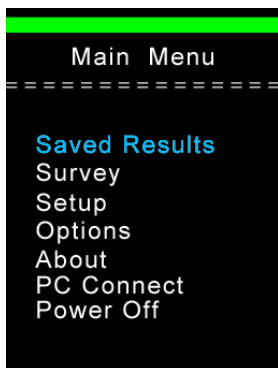 Main Menu
===============
Saved Results
Survey
Setup
Options
About
PC Connect
Power Off